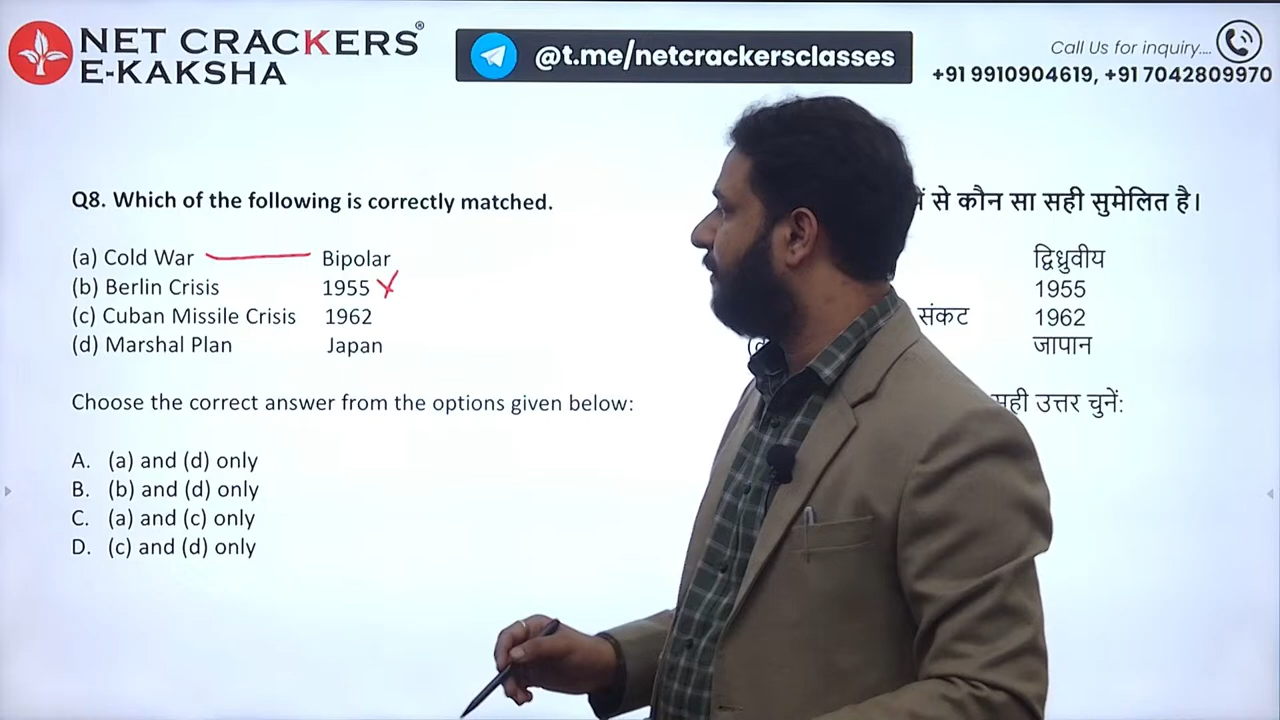 NET CRACKERS®
E-KAKSHA
@t.me/netcrackersclasses
Call Us for inquiry....
+91 9910904619, +91 7042809970
Q8. Which of the following is correctly matched.
(a) Cold War Bipolar
(b) Berlin Crisis 1955
(c) Cuban Missile Crisis 1962
(d) Marshal Plan Japan
Choose the correct answer from the options given below:
A. (a) and (d) only
B. (b) and (d) only
C. (a) and (c) only
D. (c) and (d) only
से कौन सा सही सुमेलित है।
द्विध्रुवीय
1955
संकट 1962
जापान
सही उत्तर चुनें: